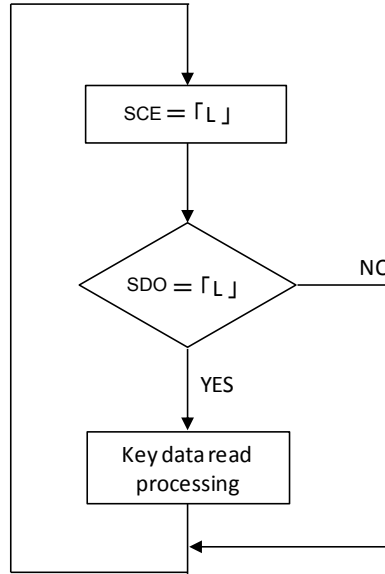 SCE＝「L」
SDO＝「L」
NO
YES
Key data read
processing